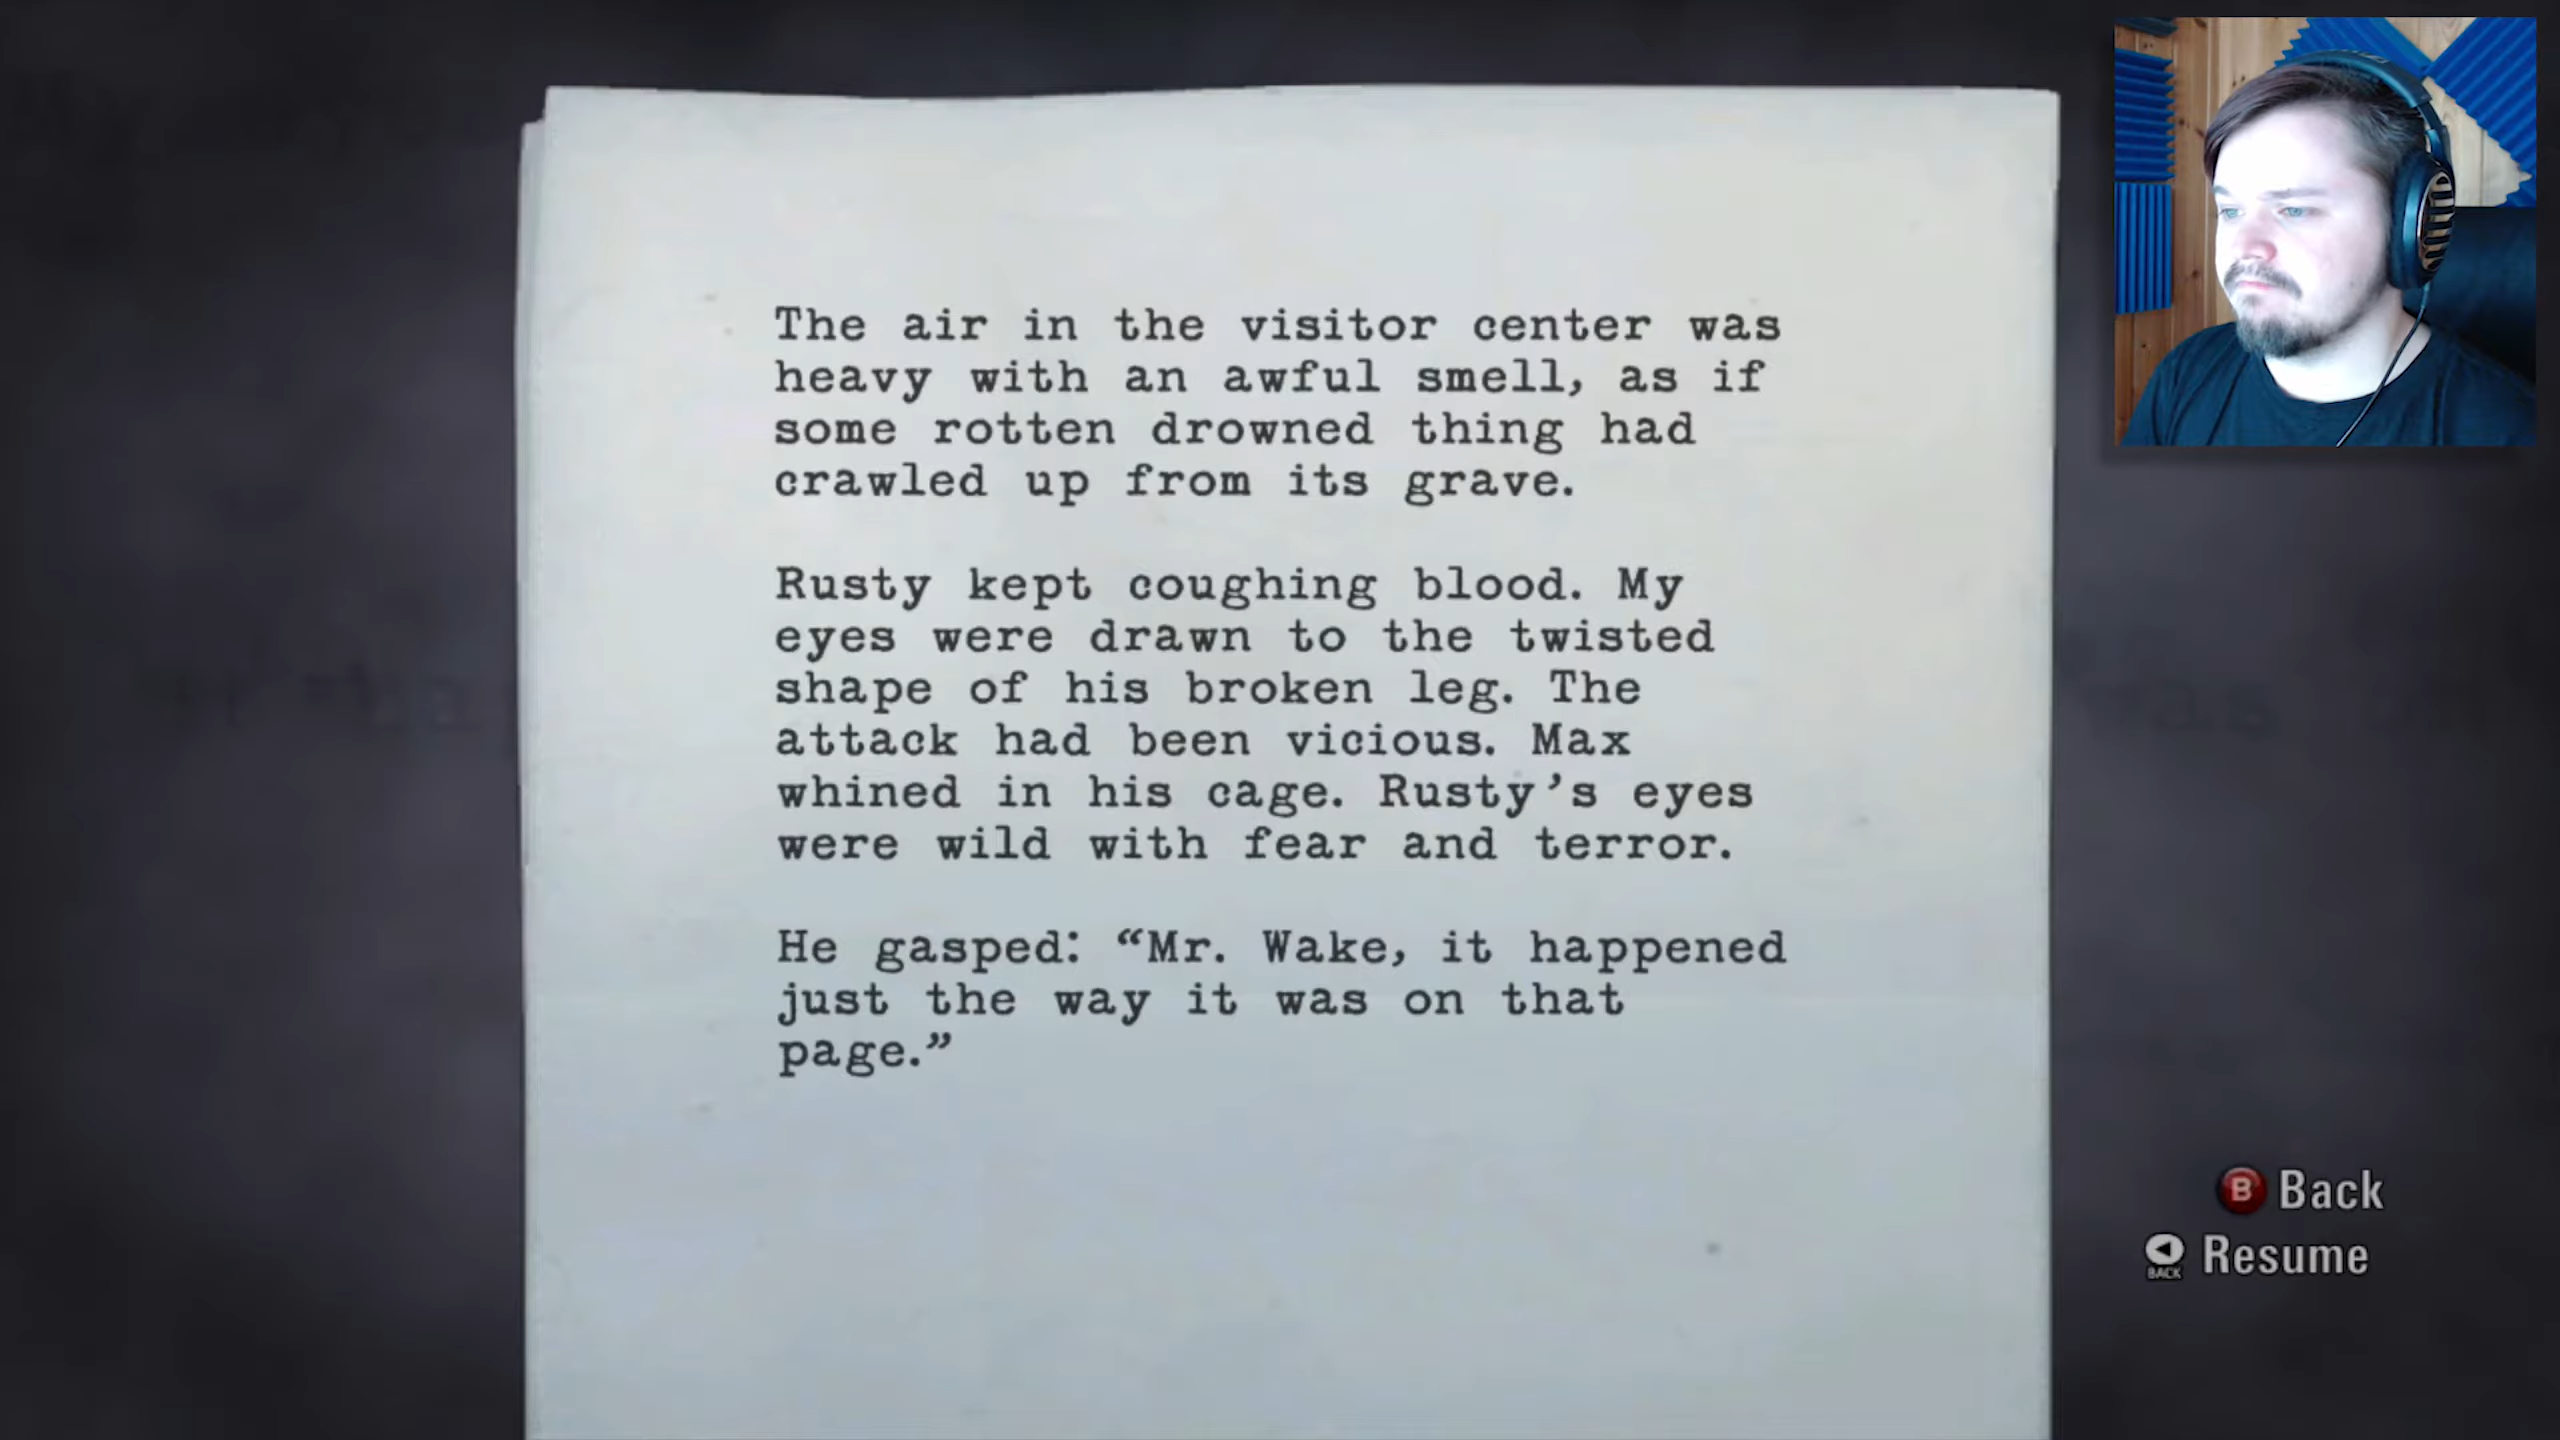 The air in the visitor center was
heavy with an awful smell, as if
some rotten drowned thing had
crawled up from its grave.
Rusty kept coughing blood. My
eyes were drawn to the twisted
shape of his broken leg. The
attack had been vicious. Max
whined in his cage. Rusty's eyes
were wild with fear and terror.
He gasped: “Mr. Wake, it happened
just the way it was on that
page.”
B Back
BACK Resume